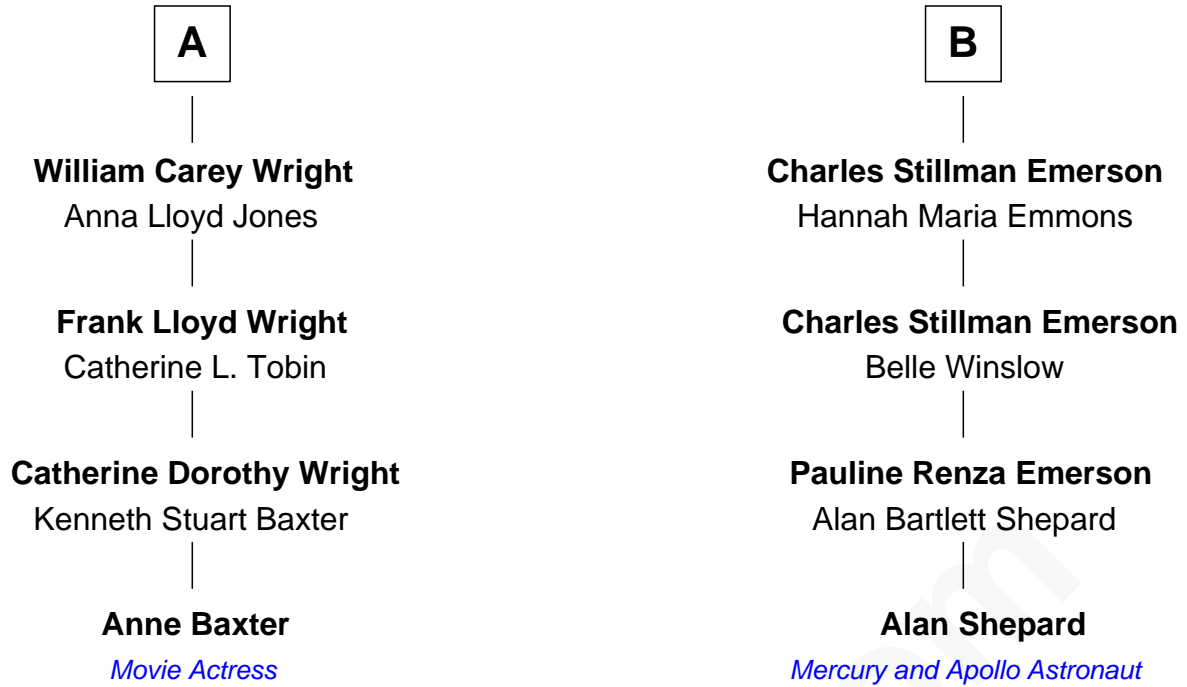 A
William Carey Wright
Anna Lloyd Jones
Frank Lloyd Wright
Catherine L. Tobin
Catherine Dorothy Wright
Kenneth Stuart Baxter
Anne Baxter
Movie Actress
B
Charles Stillman Emerson
Hannah Maria Emmons
Charles Stillman Emerson
Belle Winslow
Pauline Renza Emerson
Alan Bartlett Shepard
Alan Shepard
Mercury and Apollo Astronaut